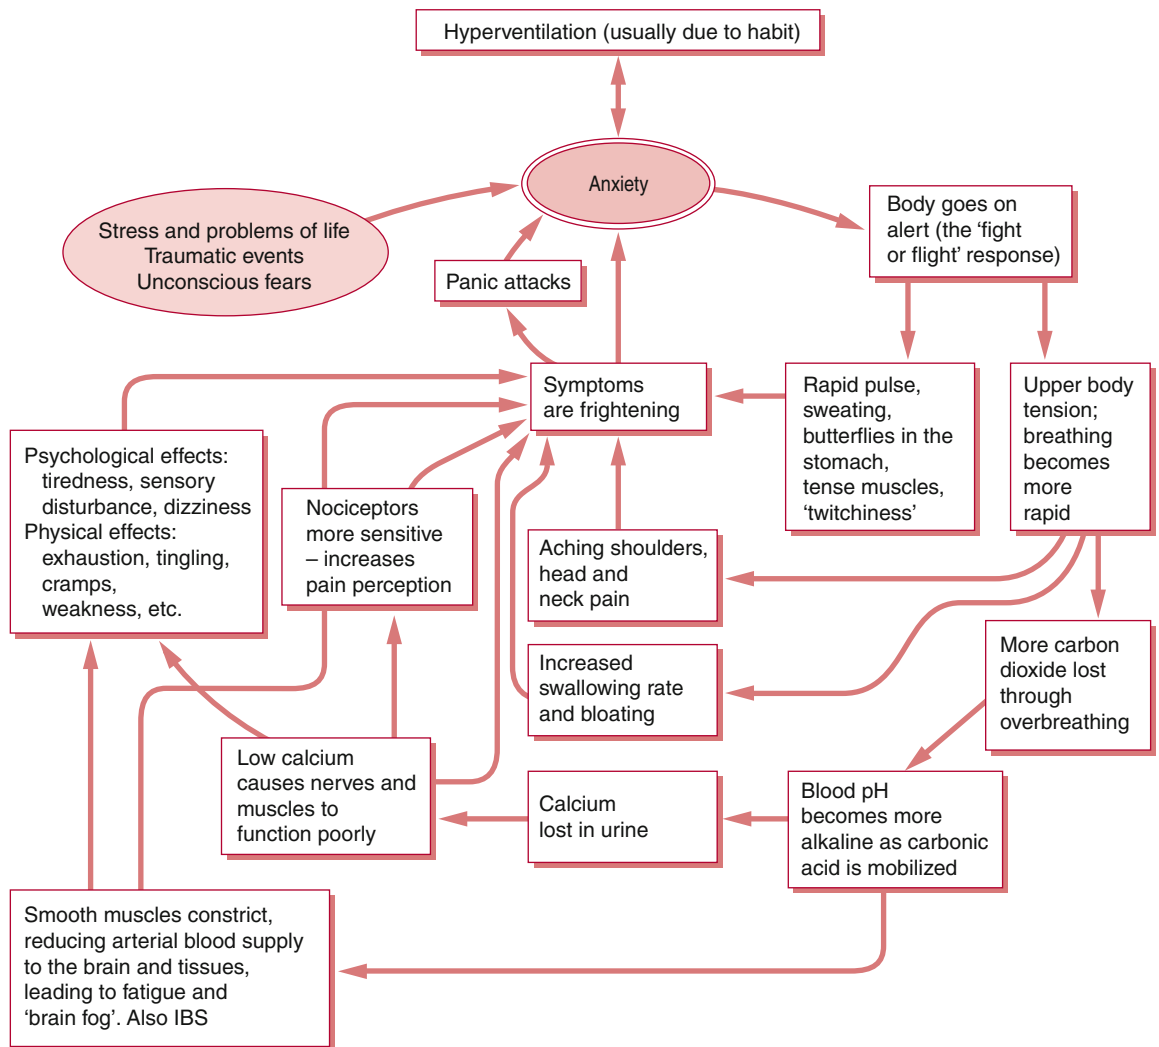 Hyperventilation (usually due to habit)
Anxiety
Stress and problems of life
Traumatic events
Unconscious fears
Body goes on
alert (the ‘fight
or flight’ response)
Panic attacks
Symptoms
are frightening
Rapid pulse,
sweating,
butterflies in the
stomach,
tense muscles,
‘twitchiness’
Upper body
tension;
breathing
becomes
more
rapid
Psychological effects:
tiredness, sensory
disturbance, dizziness
Physical effects:
exhaustion, tingling,
cramps,
weakness, etc.
Nociceptors
more sensitive
– increases
pain perception
Aching shoulders,
head and
neck pain
Increased
swallowing rate
and bloating
More carbon
dioxide lost
through
overbreathing
Low calcium
causes nerves and
muscles to
function poorly
Calcium
lost in urine
Blood pH
becomes more
alkaline as carbonic
acid is mobilized
Smooth muscles constrict,
reducing arterial blood supply
to the brain and tissues,
leading to fatigue and
‘brain fog’. Also IBS